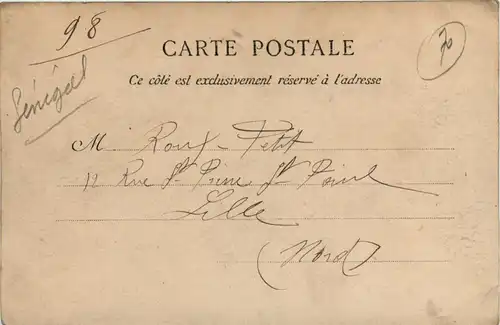 98
Sénégal
70
CARTE POSTALE
Ce côté est exclusivement réservé à l'adresse
M. Roux-Petit
12 Rue St Pierre St Paul
Lille
(Nord)